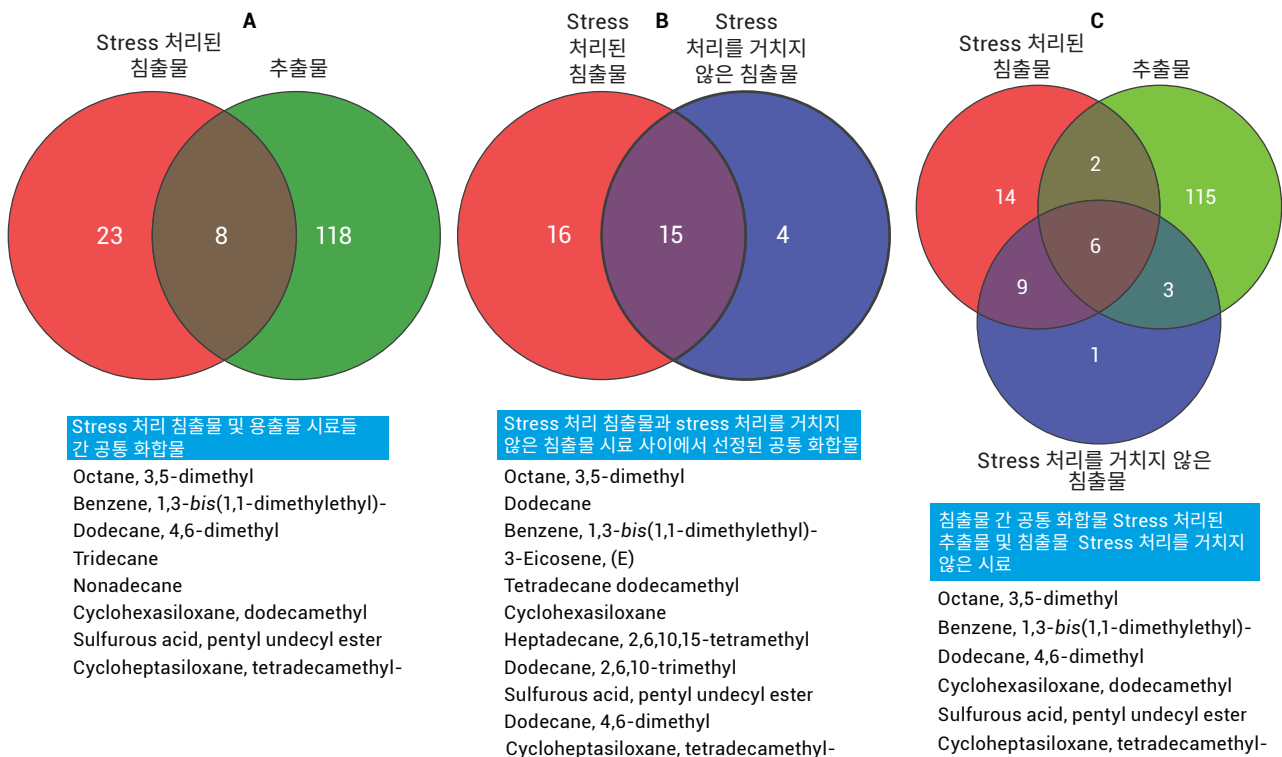 A
Stress 처리된
침출물
추출물
23
8
118
Stress 처리 침출물 및 용출물 시료들
간 공통 화합물
Octane, 3,5-dimethyl
Benzene, 1,3-bis(1,1-dimethylethyl)-
Dodecane, 4,6-dimethyl
Tridecane
Nonadecane
Cyclohexasiloxane, dodecamethyl
Sulfurous acid, pentyl undecyl ester
Cycloheptasiloxane, tetradecamethyl-
B
Stress
처리된
침출물
Stress
처리를 거치지
않은 침출물
16
15
4
Stress 처리 침출물과 stress 처리를 거치지
않은 침출물 시료 사이에서 선정된 공통 화합물
Octane, 3,5-dimethyl
Dodecane
Benzene, 1,3-bis(1,1-dimethylethyl)-
3-Eicosene, (E)
Tetradecane dodecamethyl
Cyclohexasiloxane
Heptadecane, 2,6,10,15-tetramethyl
Dodecane, 2,6,10-trimethyl
Sulfurous acid, pentyl undecyl ester
Dodecane, 4,6-dimethyl
Cycloheptasiloxane, tetradecamethyl-
C
Stress 처리된
침출물
추출물
2
14
115
6
9
3
1
Stress 처리를 거치지 않은
침출물
침출물 간 공통 화합물 Stress 처리된
추출물 및 침출물 Stress 처리를 거치지
않은 시료
Octane, 3,5-dimethyl
Benzene, 1,3-bis(1,1-dimethylethyl)-
Dodecane, 4,6-dimethyl
Cyclohexasiloxane, dodecamethyl
Sulfurous acid, pentyl undecyl ester
Cycloheptasiloxane, tetradecamethyl-